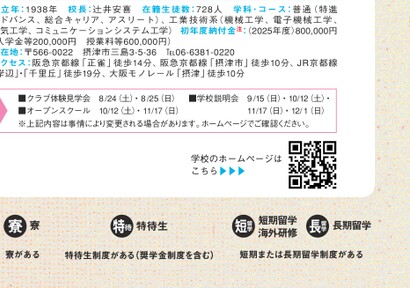 立年:1938年 校長:辻井安喜 在籍生徒数:728人 学科・コース:普通(特進
ドバンス、総合キャリア、アスリート)、工業技術系(機械工学、電子機械工学、
気工学、コミュニケーションシステム工学) 初年度納付金注:(2025年度)800,000円
入学金等200,000円 授業料等600,000円)
在地:〒566-0022 摂津市三島3-5-36 TEL06-6381-0220
クセス:阪急京都線「正雀」徒歩14分、阪急京都線「摂津市」徒歩10分、JR京都線
岸辺」・「千里丘」徒歩19分、大阪モノレール「摂津」徒歩10分
■クラブ体験見学会 8/24(土)・8/25(日) ■学校説明会 9/15(日)・10/12(土)・
■オープンスクール 10/12(土)・11/17(日) 11/17(日)・12/1(日)
※上記内容は事情により変更される場合があります。ホームページでご確認ください。
学校のホームページは
こちら▶▶▶
寮 寮
寮がある
特待 特待生
特待生制度がある(奨学金制度を含む)
短留学 短期留学
海外研修
長留学 長期留学
短期または長期留学制度がある